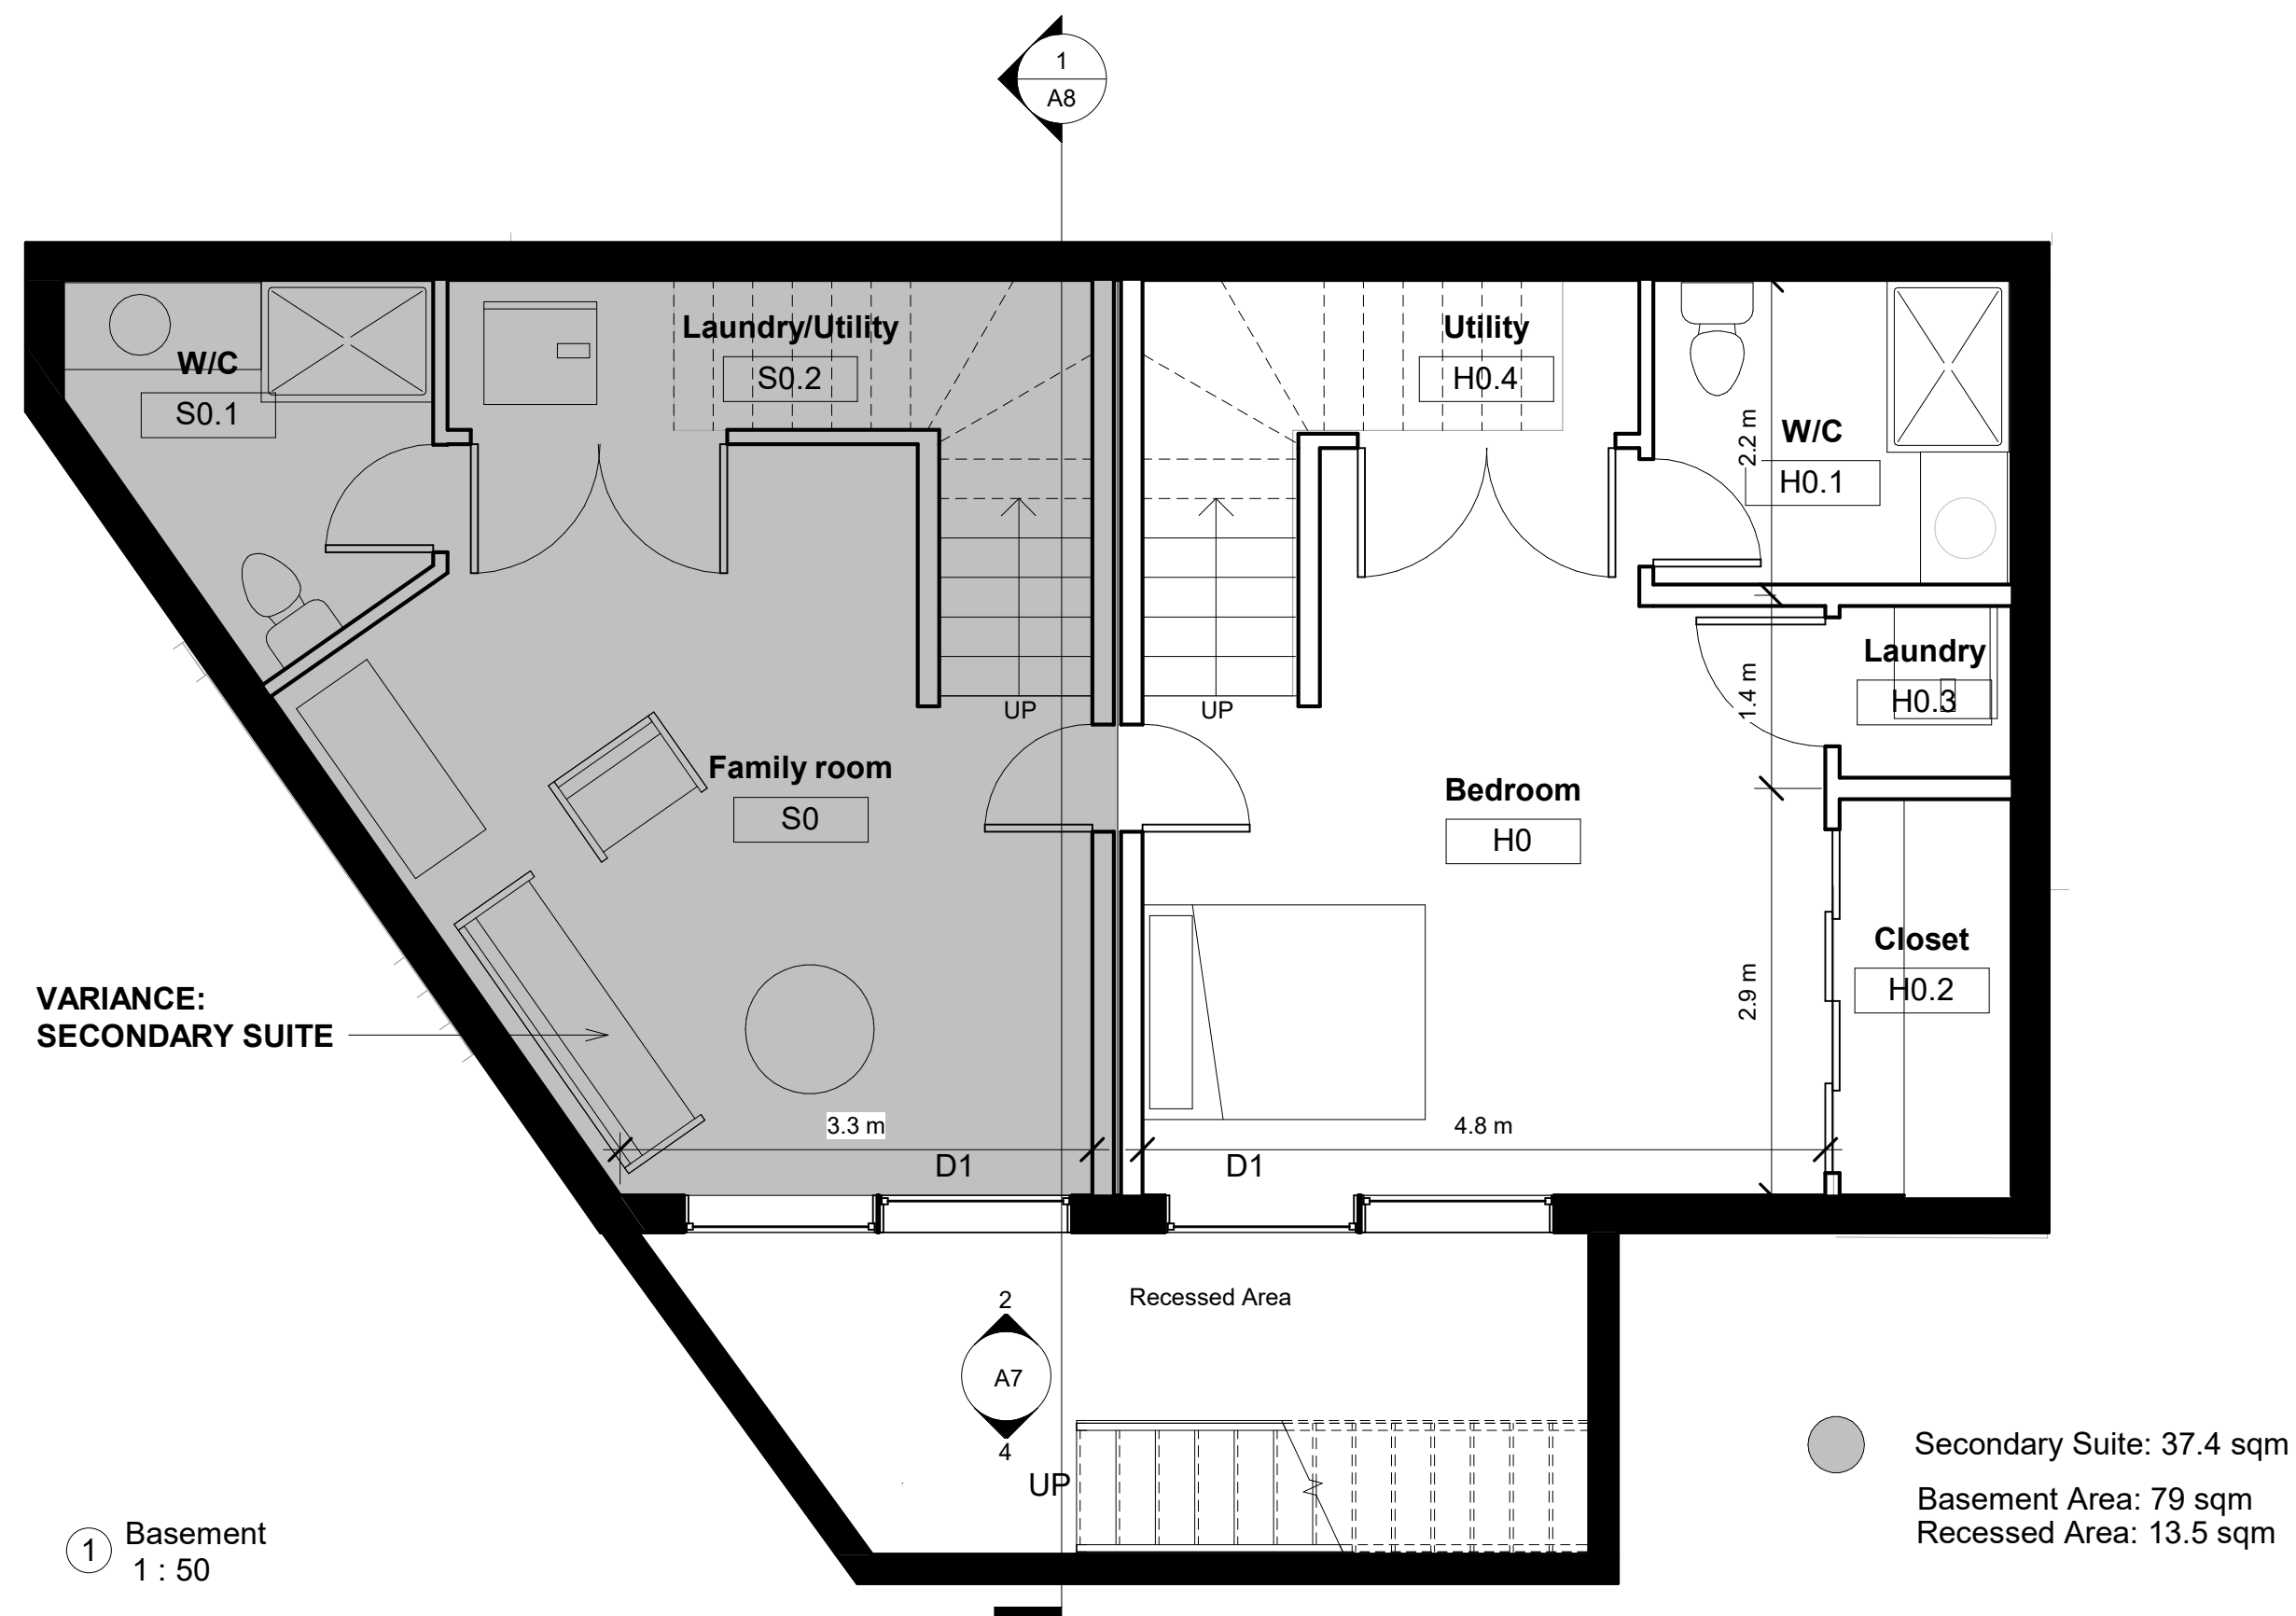 1
A8
Laundry/Utility
S0.2
Utility
H0.4
W/C
S0.1
W/C
H0.1
2.2 m
Laundry
H0.3
1.4 m
UP
UP
Family room
S0
Bedroom
H0
Closet
H0.2
2.9 m
VARIANCE:
SECONDARY SUITE
3.3 m
4.8 m
D1
D1
Recessed Area
2
A7
4
UP
Secondary Suite: 37.4 sqm
Basement Area: 79 sqm
Recessed Area: 13.5 sqm
1
Basement
1 : 50